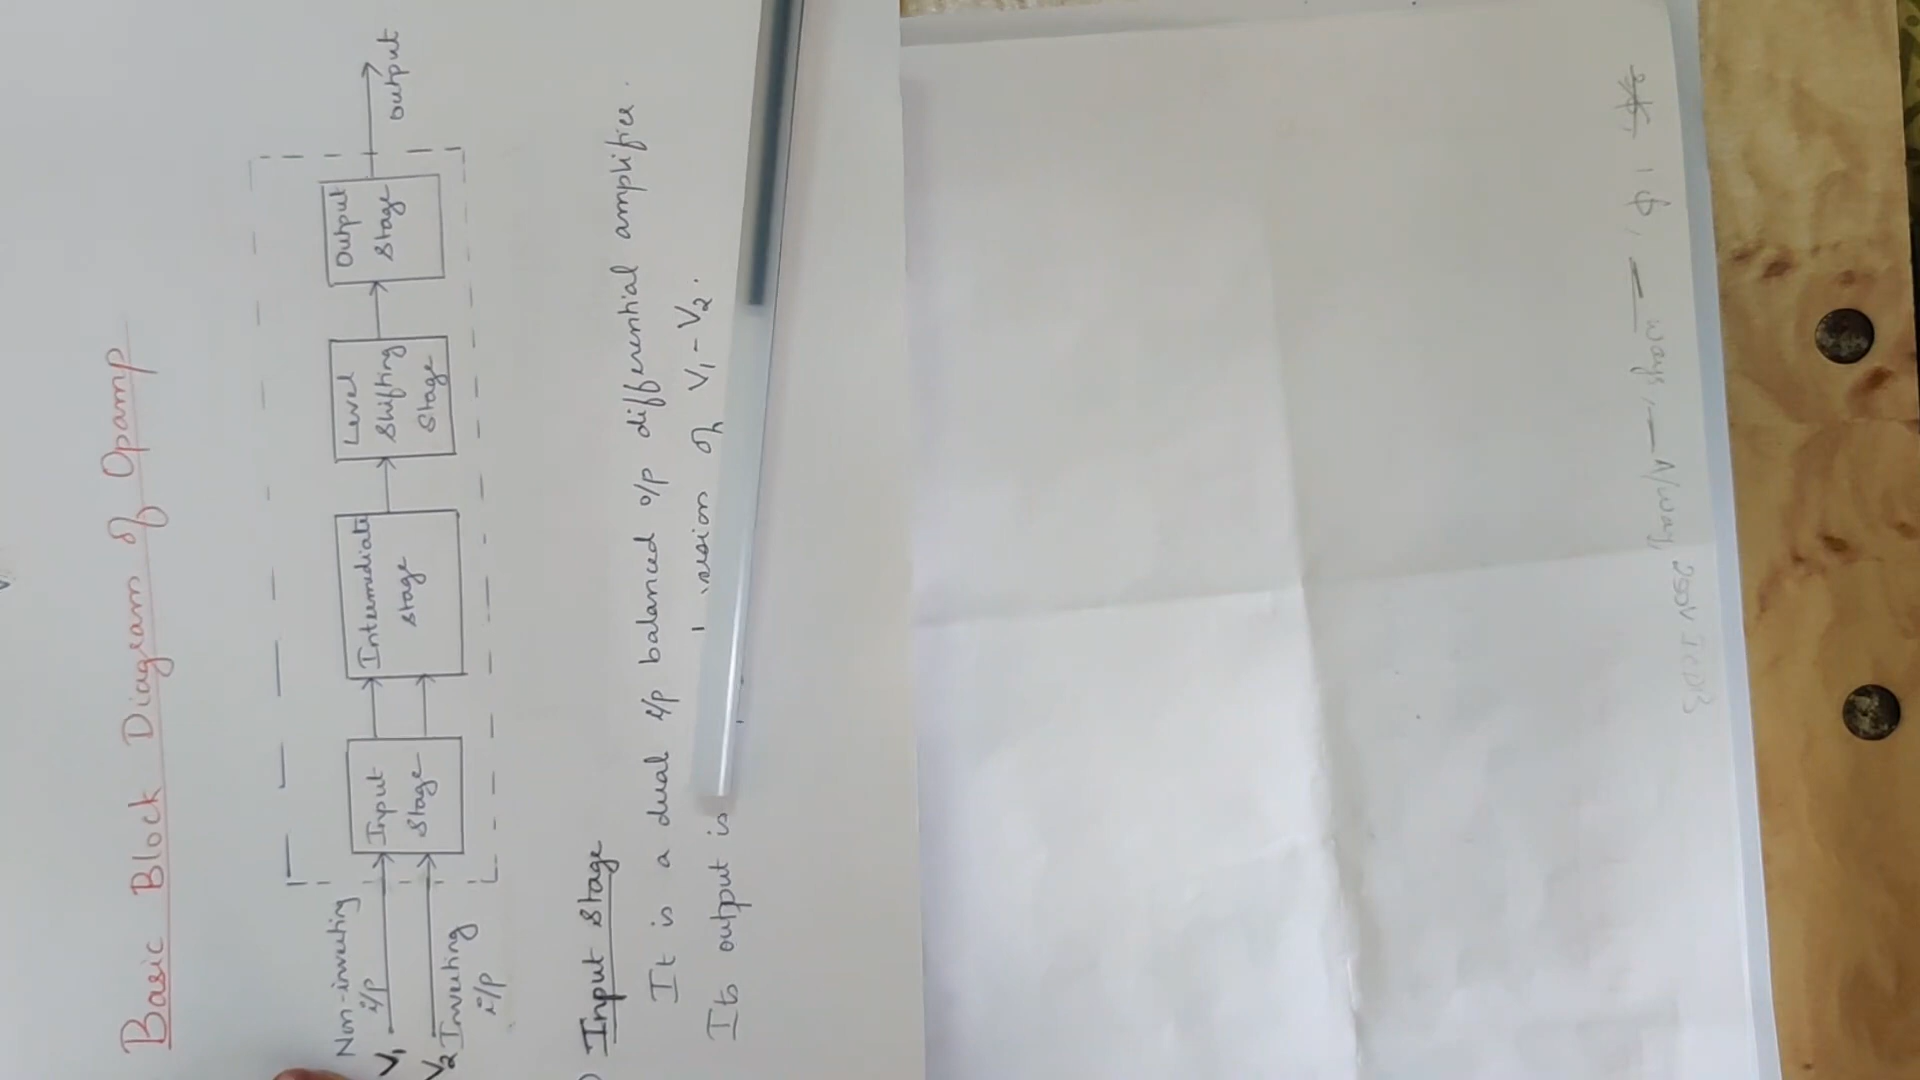 Basic Block Diagram of Opamp
Non-inverting
i/p
V1
V2 Inverting
i/p
Input
Stage
Intermediate
Stage
Level
Shifting
Stage
Output
Stage
output
Input Stage
It is a dual i/p balanced o/p differential amplifier.
Its output is of V1 - V2.